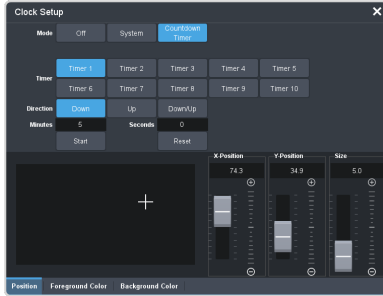 Clock Setup
Mode Off System Countdown Timer
Timer Timer 1 Timer 2 Timer 3 Timer 4 Timer 5
Timer 6 Timer 7 Timer 8 Timer 9 Timer 10
Direction Down Up Down/Up
Minutes 5 Seconds 0
Start Reset
X-Position Y-Position Size
74.3 34.9 5.0
Position Foreground Color Background Color